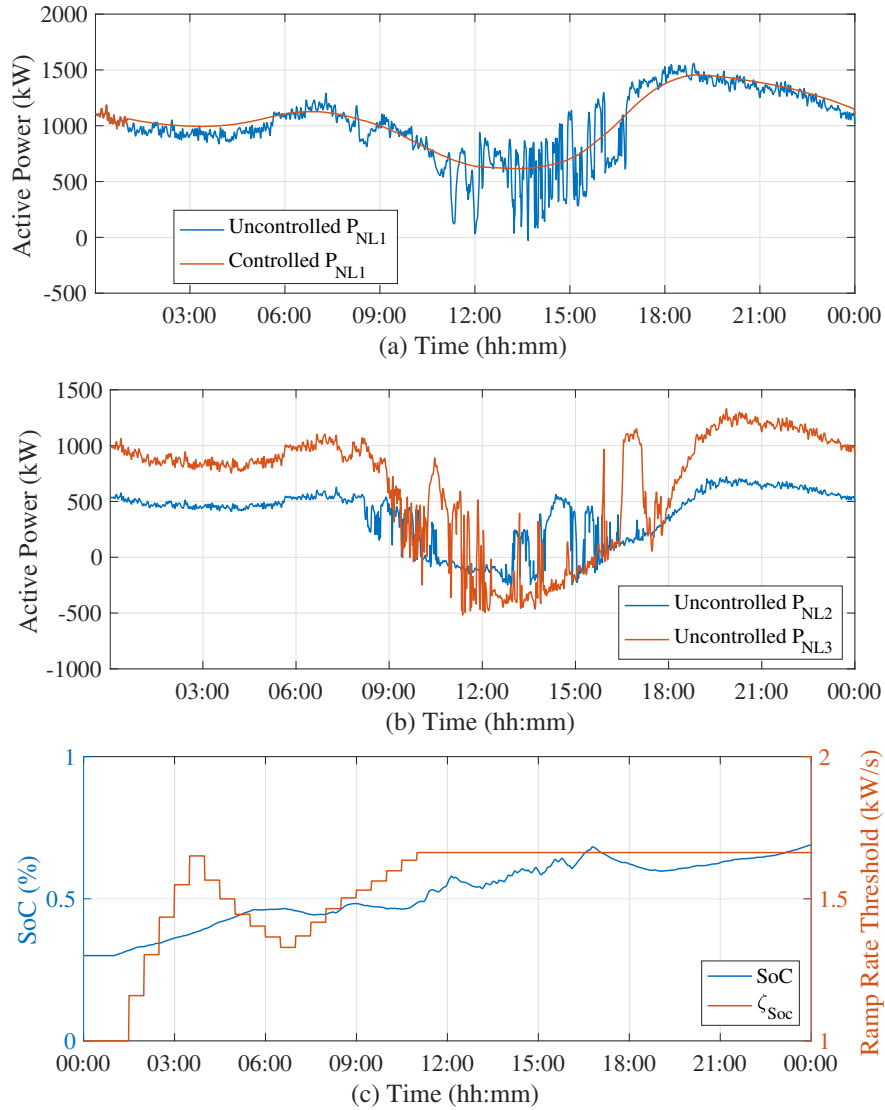 2000
1500
1000
500
0
-500
Active Power (kW)
Uncontrolled P_NL1
Controlled P_NL1
03:00 06:00 09:00 12:00 15:00 18:00 21:00 00:00
(a) Time (hh:mm)
1500
1000
500
0
-500
-1000
Active Power (kW)
Uncontrolled P_NL2
Uncontrolled P_NL3
03:00 06:00 09:00 12:00 15:00 18:00 21:00 00:00
(b) Time (hh:mm)
1
0.5
0
SoC (%)
2
1.5
1
Ramp Rate Threshold (kW/s)
SoC
ζ_Soc
00:00 03:00 06:00 09:00 12:00 15:00 18:00 21:00 00:00
(c) Time (hh:mm)